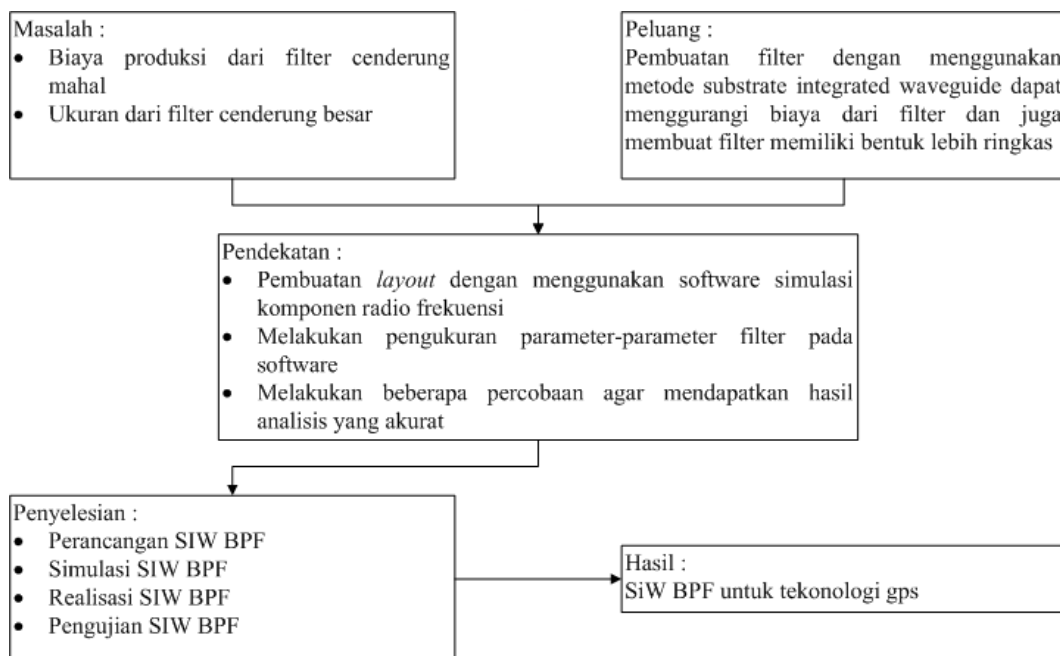 Masalah :
• Biaya produksi dari filter cenderung
mahal
• Ukuran dari filter cenderung besar
Peluang :
Pembuatan filter dengan menggunakan
metode substrate integrated waveguide dapat
menggurangi biaya dari filter dan juga
membuat filter memiliki bentuk lebih ringkas
Pendekatan :
• Pembuatan layout dengan menggunakan software simulasi
komponen radio frekuensi
• Melakukan pengukuran parameter-parameter filter pada
software
• Melakukan beberapa percobaan agar mendapatkan hasil
analisis yang akurat
Penyelesian :
• Perancangan SIW BPF
• Simulasi SIW BPF
• Realisasi SIW BPF
• Pengujian SIW BPF
Hasil :
SiW BPF untuk tekonologi gps